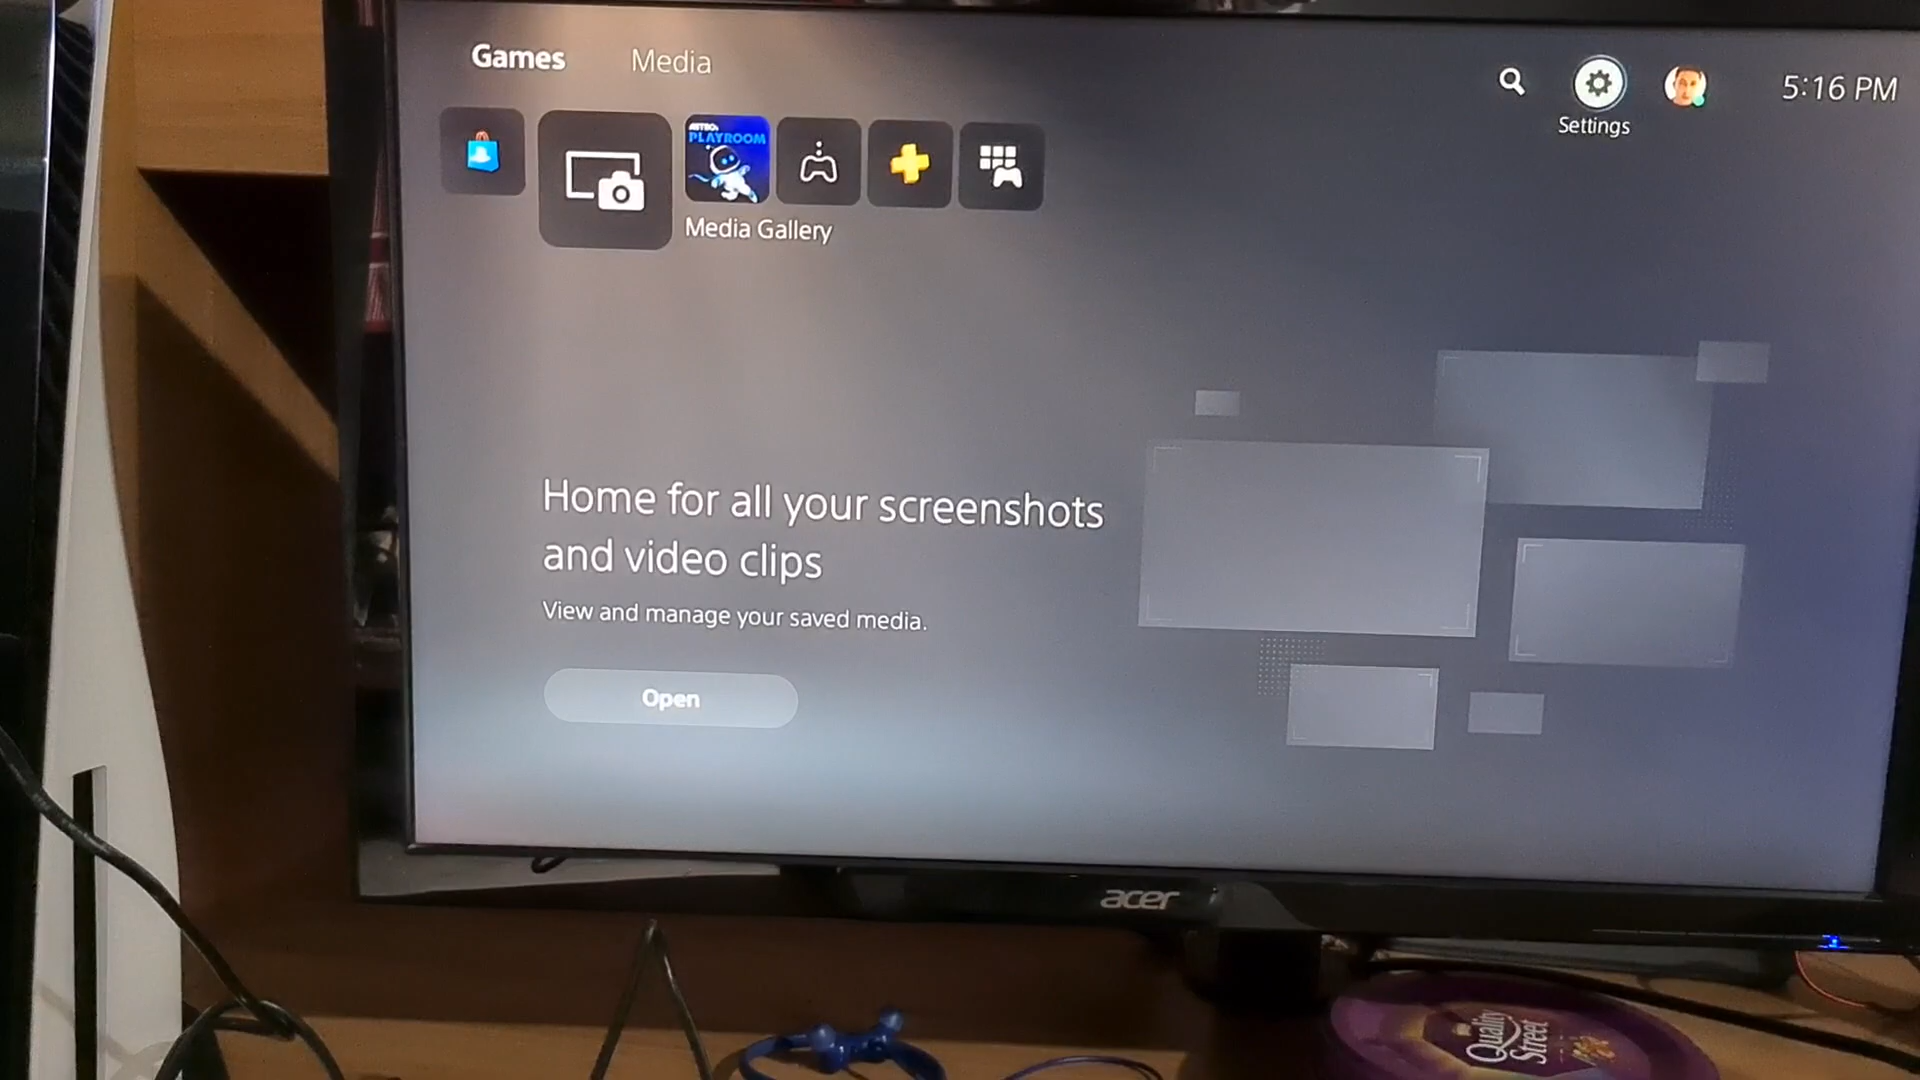 Games
Media
5:16 PM
Settings
ASTRO's
PLAYROOM
Media Gallery
Home for all your screenshots
and video clips
View and manage your saved media.
Open
acer
Quality
Street